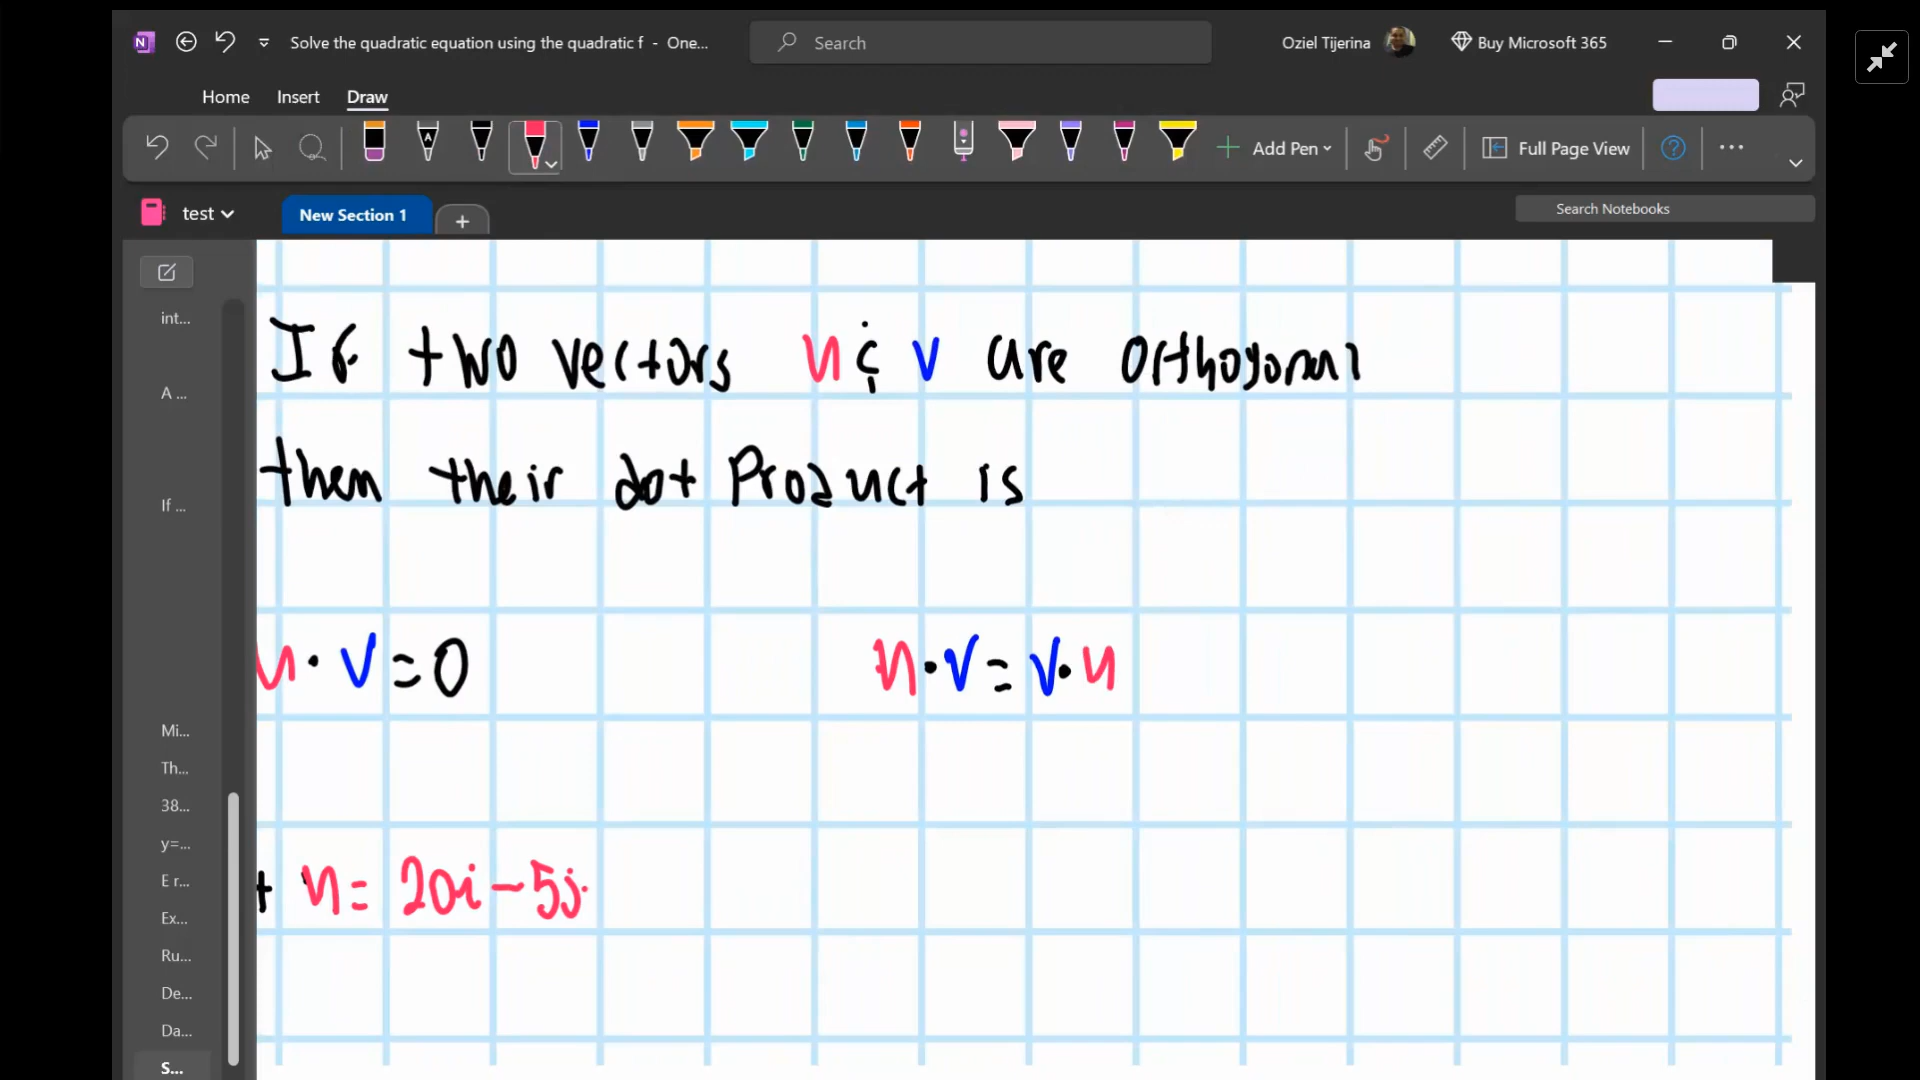 Solve the quadratic equation using the quadratic f - One...
Search
Oziel Tijerina
Buy Microsoft 365
Home Insert Draw
Add Pen
Full Page View
test
New Section 1
Search Notebooks
int...
A ...
If ...
Mi...
Th...
38...
y=...
E r...
Ex...
Ru...
De...
Da...
S...
If two vectors u & v are orthogonal
then their dot Product is
u · v = 0
u · v = v · u
u = 20i - 5j